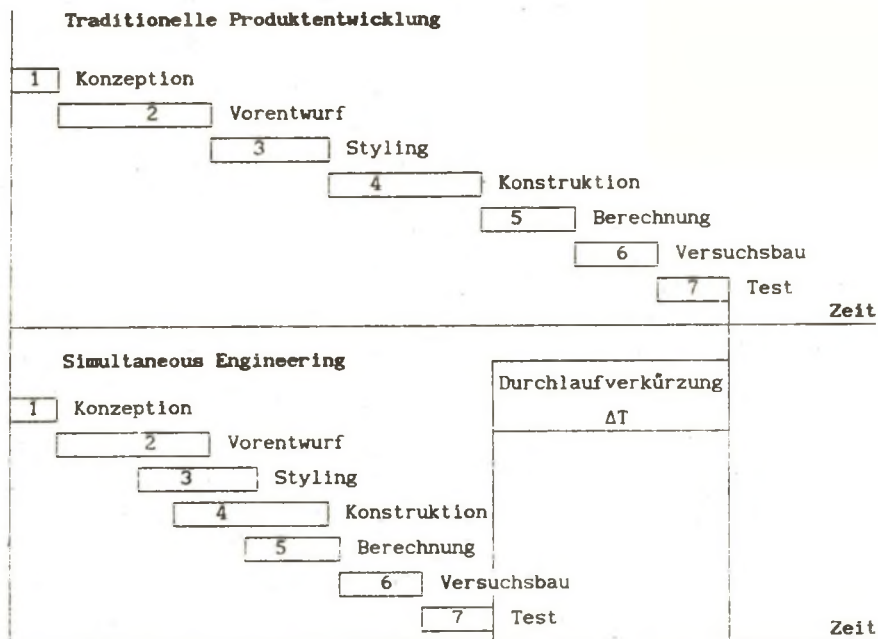 Traditionelle Produktentwicklung
1 Konzeption
2 Vorentwurf
3 Styling
4 Konstruktion
5 Berechnung
6 Versuchsbau
7 Test
Zeit
Simultaneous Engineering
Durchlaufverkürzung
ΔT
1 Konzeption
2 Vorentwurf
3 Styling
4 Konstruktion
5 Berechnung
6 Versuchsbau
7 Test
Zeit